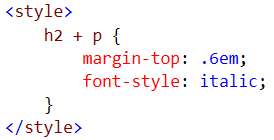 <style>
    h2 + p {
        margin-top: .6em;
        font-style: italic;
    }
</style>